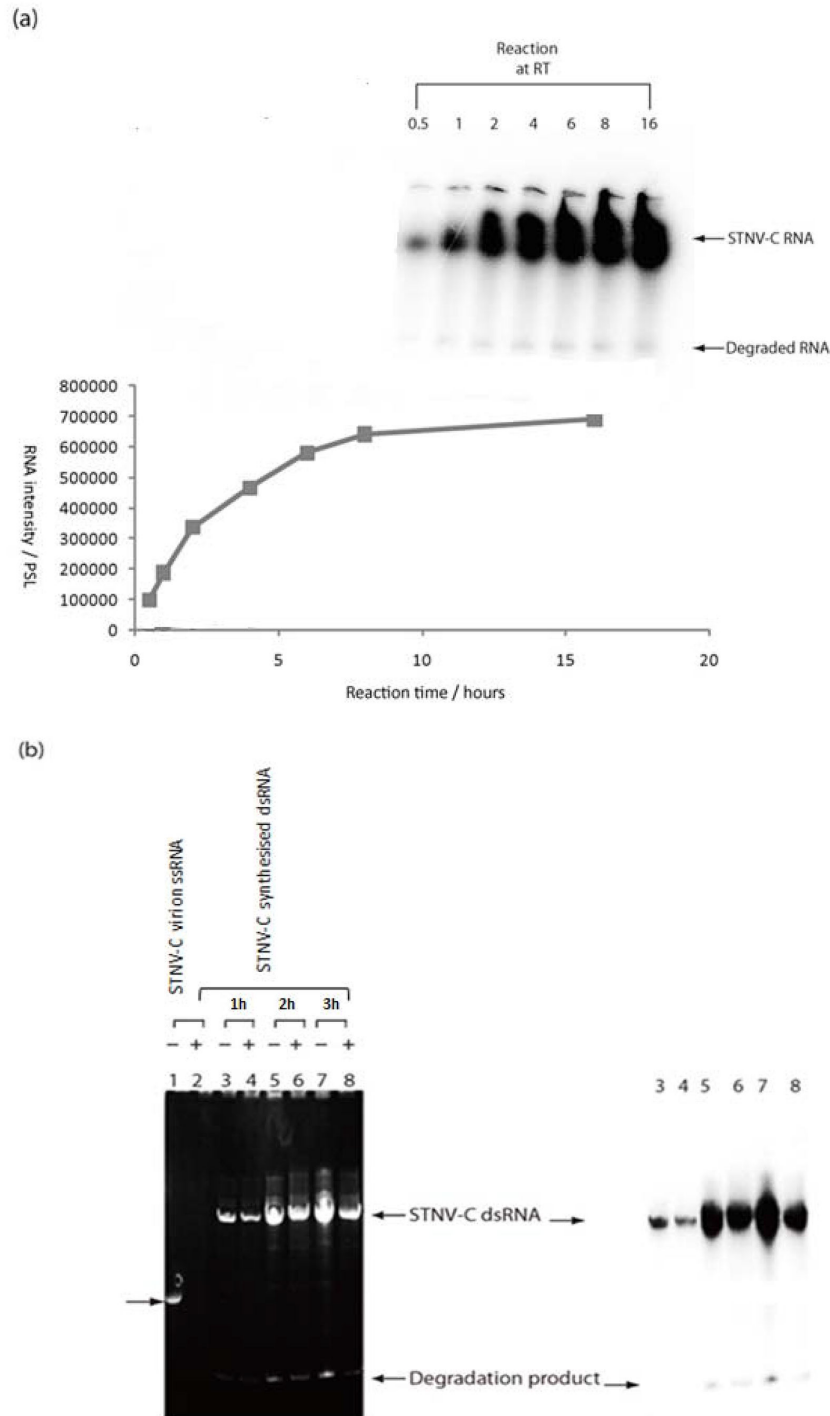 (a)
Reaction
at RT
0.5 1 2 4 6 8 16
STNV-C RNA
Degraded RNA
800000
700000
600000
500000
400000
300000
200000
100000
0
RNA intensity / PSL
0 5 10 15 20
Reaction time / hours
(b)
STNV-C virion ssRNA
STNV-C synthesised dsRNA
1h 2h 3h
− + − + − + − +
1 2 3 4 5 6 7 8
3 4 5 6 7 8
STNV-C dsRNA
Degradation product